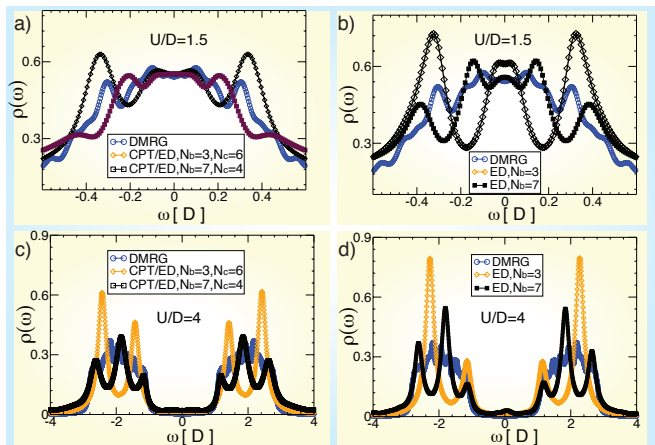 a)
U/D=1.5
0.6
0.3
ρ(ω)
DMRG
CPT/ED,Nb=3,Nc=6
CPT/ED,Nb=7,Nc=4
-0.4 -0.2 0 0.2 0.4
ω [ D ]
b)
U/D=1.5
0.6
0.3
ρ(ω)
DMRG
ED,Nb=3
ED,Nb=7
-0.4 -0.2 0 0.2 0.4
ω [ D ]
c)
0.9
0.6
0.3
0
ρ(ω)
DMRG
CPT/ED,Nb=3,Nc=6
CPT/ED,Nb=7,Nc=4
U/D=4
-4 -2 0 2 4
ω [ D ]
d)
0.9
0.6
0.3
0
ρ(ω)
DMRG
ED,Nb=3
ED,Nb=7
U/D=4
-4 -2 0 2 4
ω [ D ]